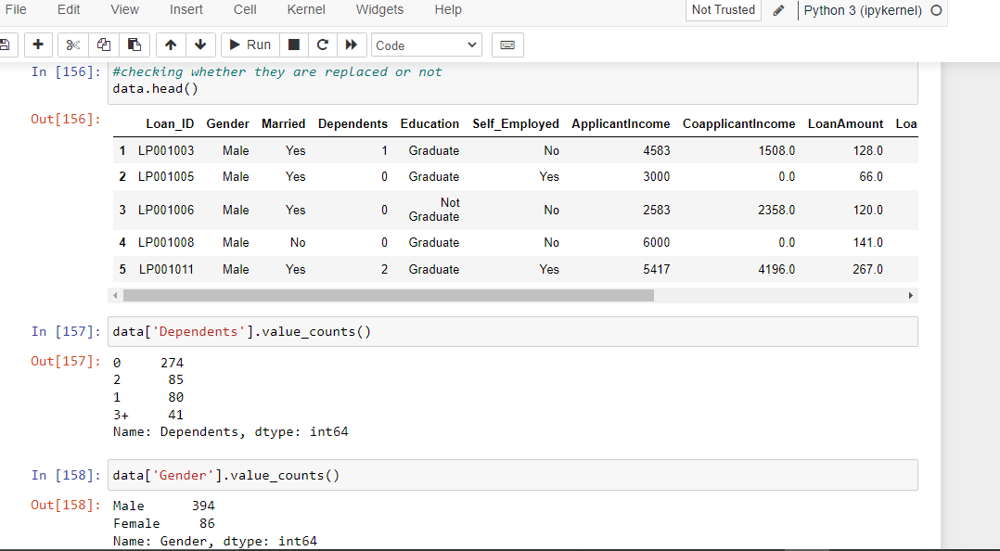 File Edit View Insert Cell Kernel Widgets Help Not Trusted Python 3 (ipykernel)
Run Code
In [156]: #checking whether they are replaced or not
data.head()
Out[156]:
Loan_ID Gender Married Dependents Education Self_Employed ApplicantIncome CoapplicantIncome LoanAmount Loa
1 LP001003 Male Yes 1 Graduate No 4583 1508.0 128.0
2 LP001005 Male Yes 0 Graduate Yes 3000 0.0 66.0
3 LP001006 Male Yes 0 Not Graduate No 2583 2358.0 120.0
4 LP001008 Male No 0 Graduate No 6000 0.0 141.0
5 LP001011 Male Yes 2 Graduate Yes 5417 4196.0 267.0
In [157]: data['Dependents'].value_counts()
Out[157]: 0 274
2 85
1 80
3+ 41
Name: Dependents, dtype: int64
In [158]: data['Gender'].value_counts()
Out[158]: Male 394
Female 86
Name: Gender, dtype: int64